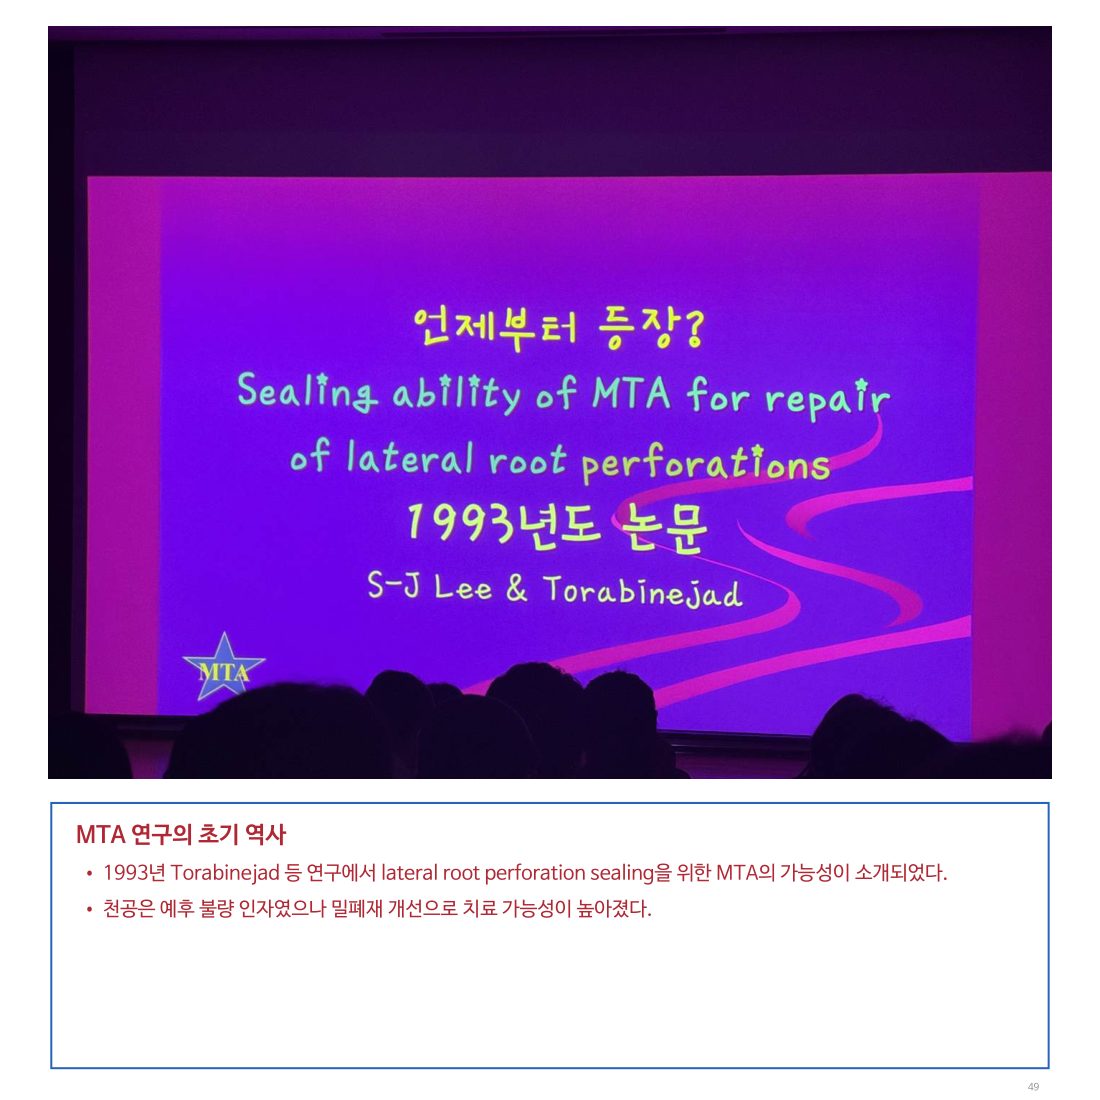 언제부터 등장?
Sealing ability of MTA for repair
of lateral root perforations
1993년도 논문
S-J Lee & Torabinejad
MTA
MTA 연구의 초기 역사
• 1993년 Torabinejad 등 연구에서 lateral root perforation sealing을 위한 MTA의 가능성이 소개되었다.
• 천공은 예후 불량 인자였으나 밀폐재 개선으로 치료 가능성이 높아졌다.
49